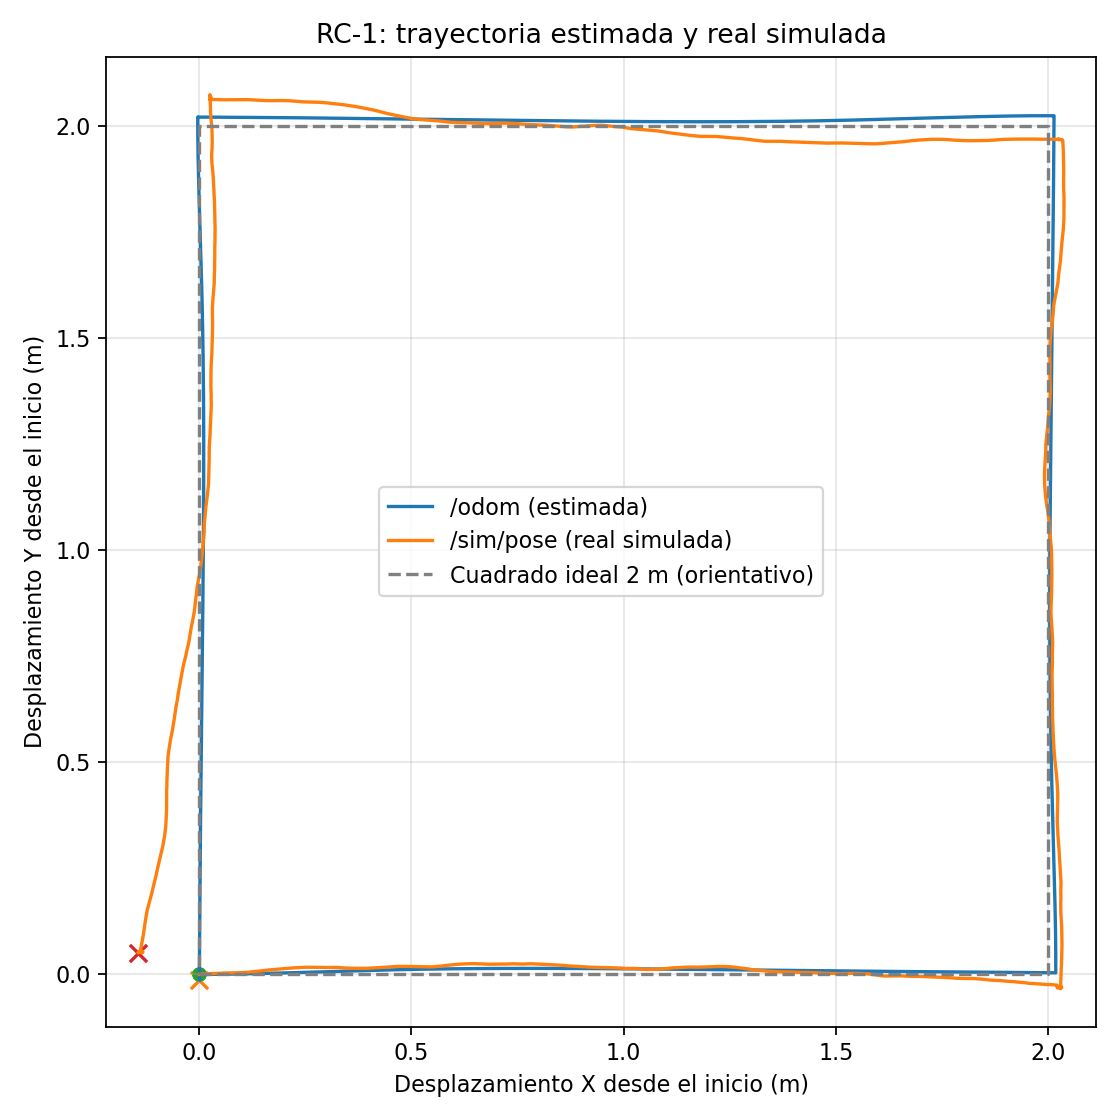 RC-1: trayectoria estimada y real simulada
2.0
1.5
1.0
0.5
0.0
Desplazamiento Y desde el inicio (m)
/odom (estimada)
/sim/pose (real simulada)
Cuadrado ideal 2 m (orientativo)
0.0 0.5 1.0 1.5 2.0
Desplazamiento X desde el inicio (m)